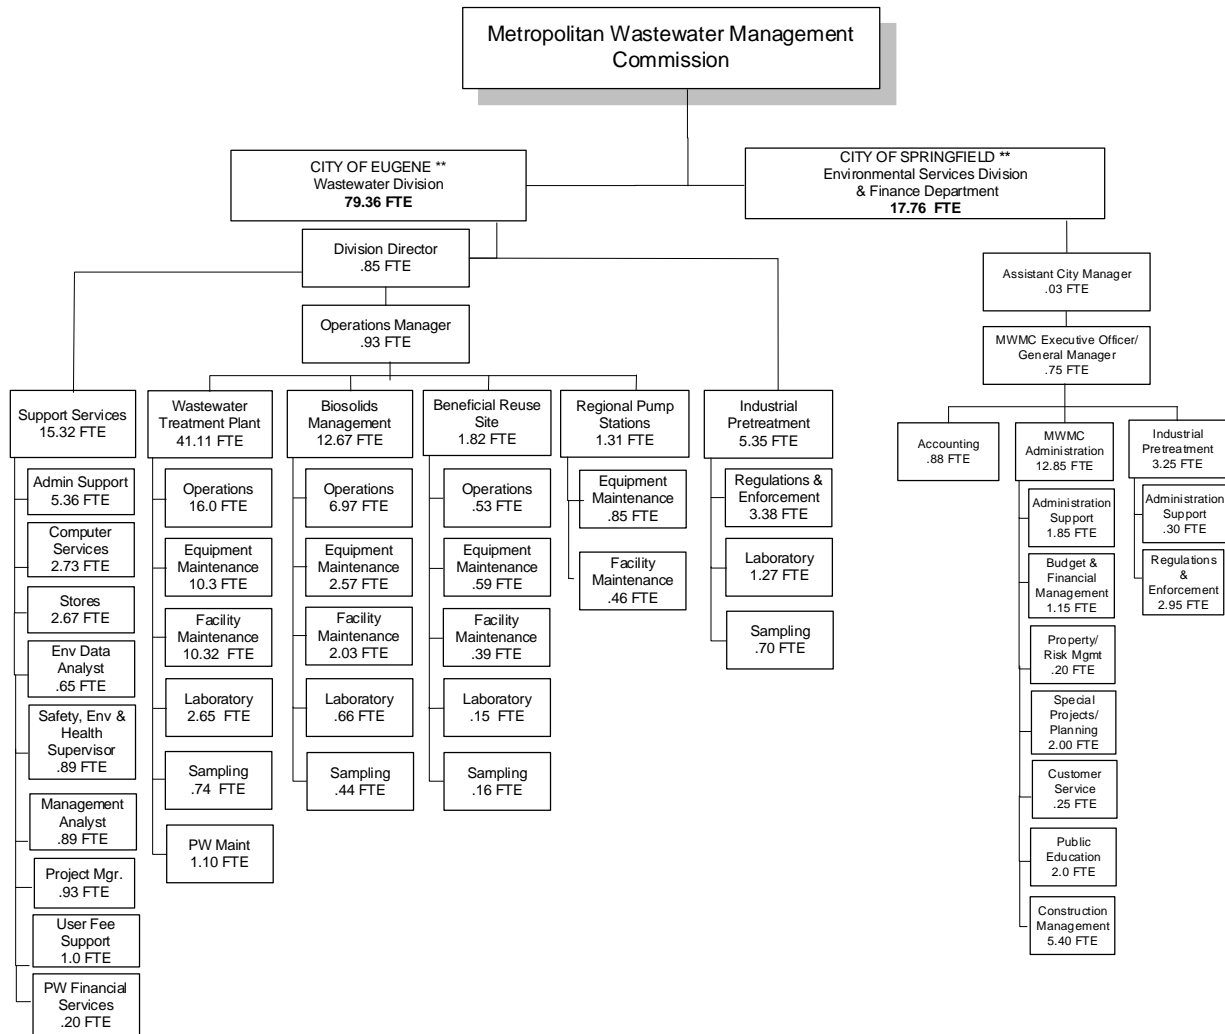 Metropolitan Wastewater Management
Commission
CITY OF EUGENE **
Wastewater Division
79.36 FTE
CITY OF SPRINGFIELD **
Environmental Services Division
& Finance Department
17.76 FTE
Division Director
.85 FTE
Operations Manager
.93 FTE
Assistant City Manager
.03 FTE
MWMC Executive Officer/
General Manager
.75 FTE
Support Services
15.32 FTE
Admin Support
5.36 FTE
Computer
Services
2.73 FTE
Stores
2.67 FTE
Env Data
Analyst
.65 FTE
Safety, Env &
Health
Supervisor
.89 FTE
Management
Analyst
.89 FTE
Project Mgr.
.93 FTE
User Fee
Support
1.0 FTE
PW Financial
Services
.20 FTE
Wastewater
Treatment Plant
41.11 FTE
Operations
16.0 FTE
Equipment
Maintenance
10.3 FTE
Facility
Maintenance
10.32 FTE
Laboratory
2.65 FTE
Sampling
.74 FTE
PW Maint
1.10 FTE
Biosolids
Management
12.67 FTE
Operations
6.97 FTE
Equipment
Maintenance
2.57 FTE
Facility
Maintenance
2.03 FTE
Laboratory
.66 FTE
Sampling
.44 FTE
Beneficial Reuse
Site
1.82 FTE
Operations
.53 FTE
Equipment
Maintenance
.59 FTE
Facility
Maintenance
.39 FTE
Laboratory
.15 FTE
Sampling
.16 FTE
Regional Pump
Stations
1.31 FTE
Equipment
Maintenance
.85 FTE
Facility
Maintenance
.46 FTE
Industrial
Pretreatment
5.35 FTE
Regulations &
Enforcement
3.38 FTE
Laboratory
1.27 FTE
Sampling
.70 FTE
Accounting
.88 FTE
MWMC
Administration
12.85 FTE
Administration
Support
1.85 FTE
Budget &
Financial
Management
1.15 FTE
Property/
Risk Mgmt
.20 FTE
Special
Projects/
Planning
2.00 FTE
Customer
Service
.25 FTE
Public
Education
2.0 FTE
Construction
Management
5.40 FTE
Industrial
Pretreatment
3.25 FTE
Administration
Support
.30 FTE
Regulations
&
Enforcement
2.95 FTE